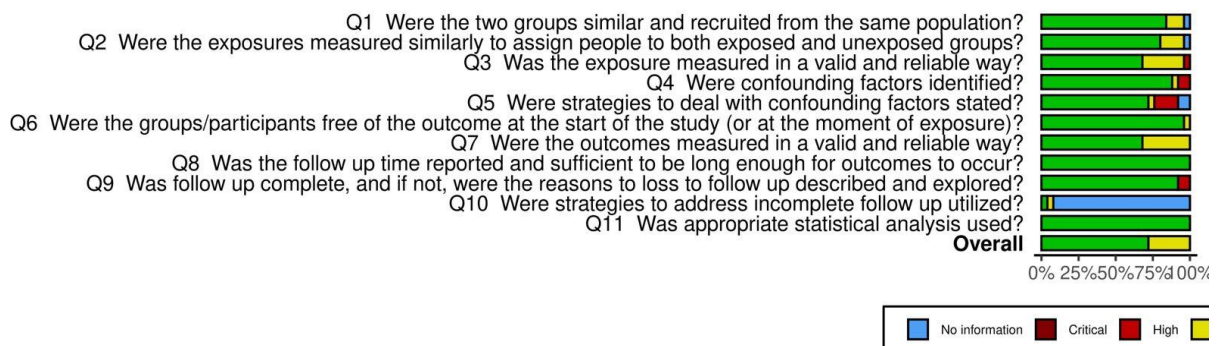 Q1 Were the two groups similar and recruited from the same population?
Q2 Were the exposures measured similarly to assign people to both exposed and unexposed groups?
Q3 Was the exposure measured in a valid and reliable way?
Q4 Were confounding factors identified?
Q5 Were strategies to deal with confounding factors stated?
Q6 Were the groups/participants free of the outcome at the start of the study (or at the moment of exposure)?
Q7 Were the outcomes measured in a valid and reliable way?
Q8 Was the follow up time reported and sufficient to be long enough for outcomes to occur?
Q9 Was follow up complete, and if not, were the reasons to loss to follow up described and explored?
Q10 Were strategies to address incomplete follow up utilized?
Q11 Was appropriate statistical analysis used?
Overall
0% 25% 50% 75% 100%
No information Critical High